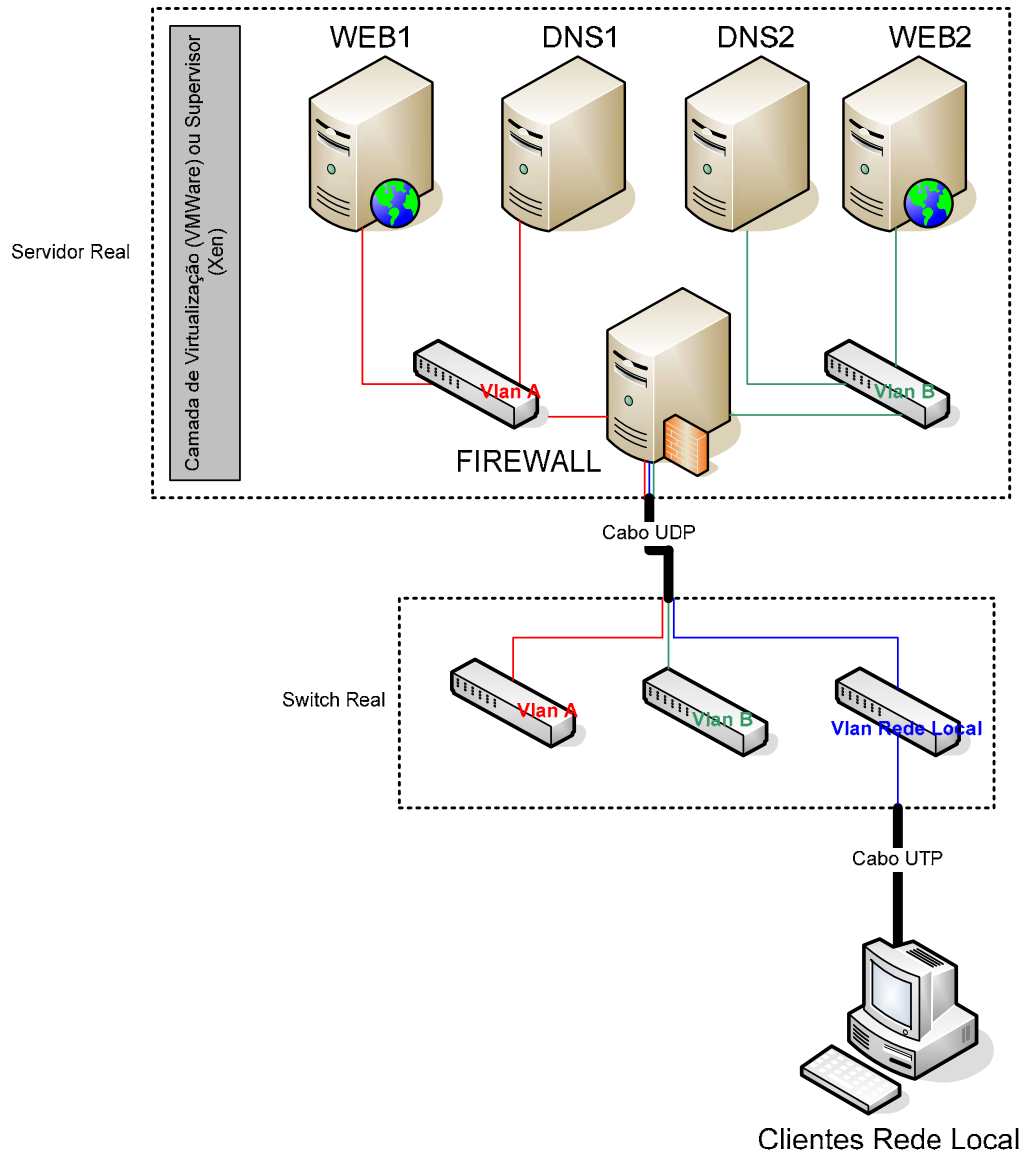 WEB1
DNS1
DNS2
WEB2
Camada de Virtualização (VMWare) ou Supervisor
(Xen)
Servidor Real
Vlan A
Vlan B
FIREWALL
Cabo UDP
Switch Real
Vlan A
Vlan B
Vlan Rede Local
Cabo UTP
Clientes Rede Local